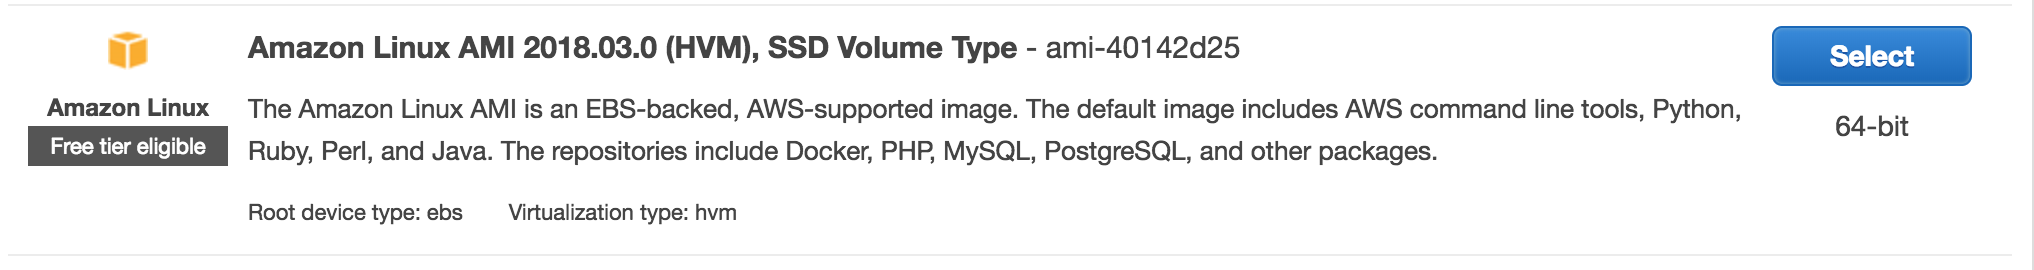 Amazon Linux AMI 2018.03.0 (HVM), SSD Volume Type - ami-40142d25
Select
Amazon Linux
Free tier eligible
The Amazon Linux AMI is an EBS-backed, AWS-supported image. The default image includes AWS command line tools, Python,
Ruby, Perl, and Java. The repositories include Docker, PHP, MySQL, PostgreSQL, and other packages.
64-bit
Root device type: ebs
Virtualization type: hvm